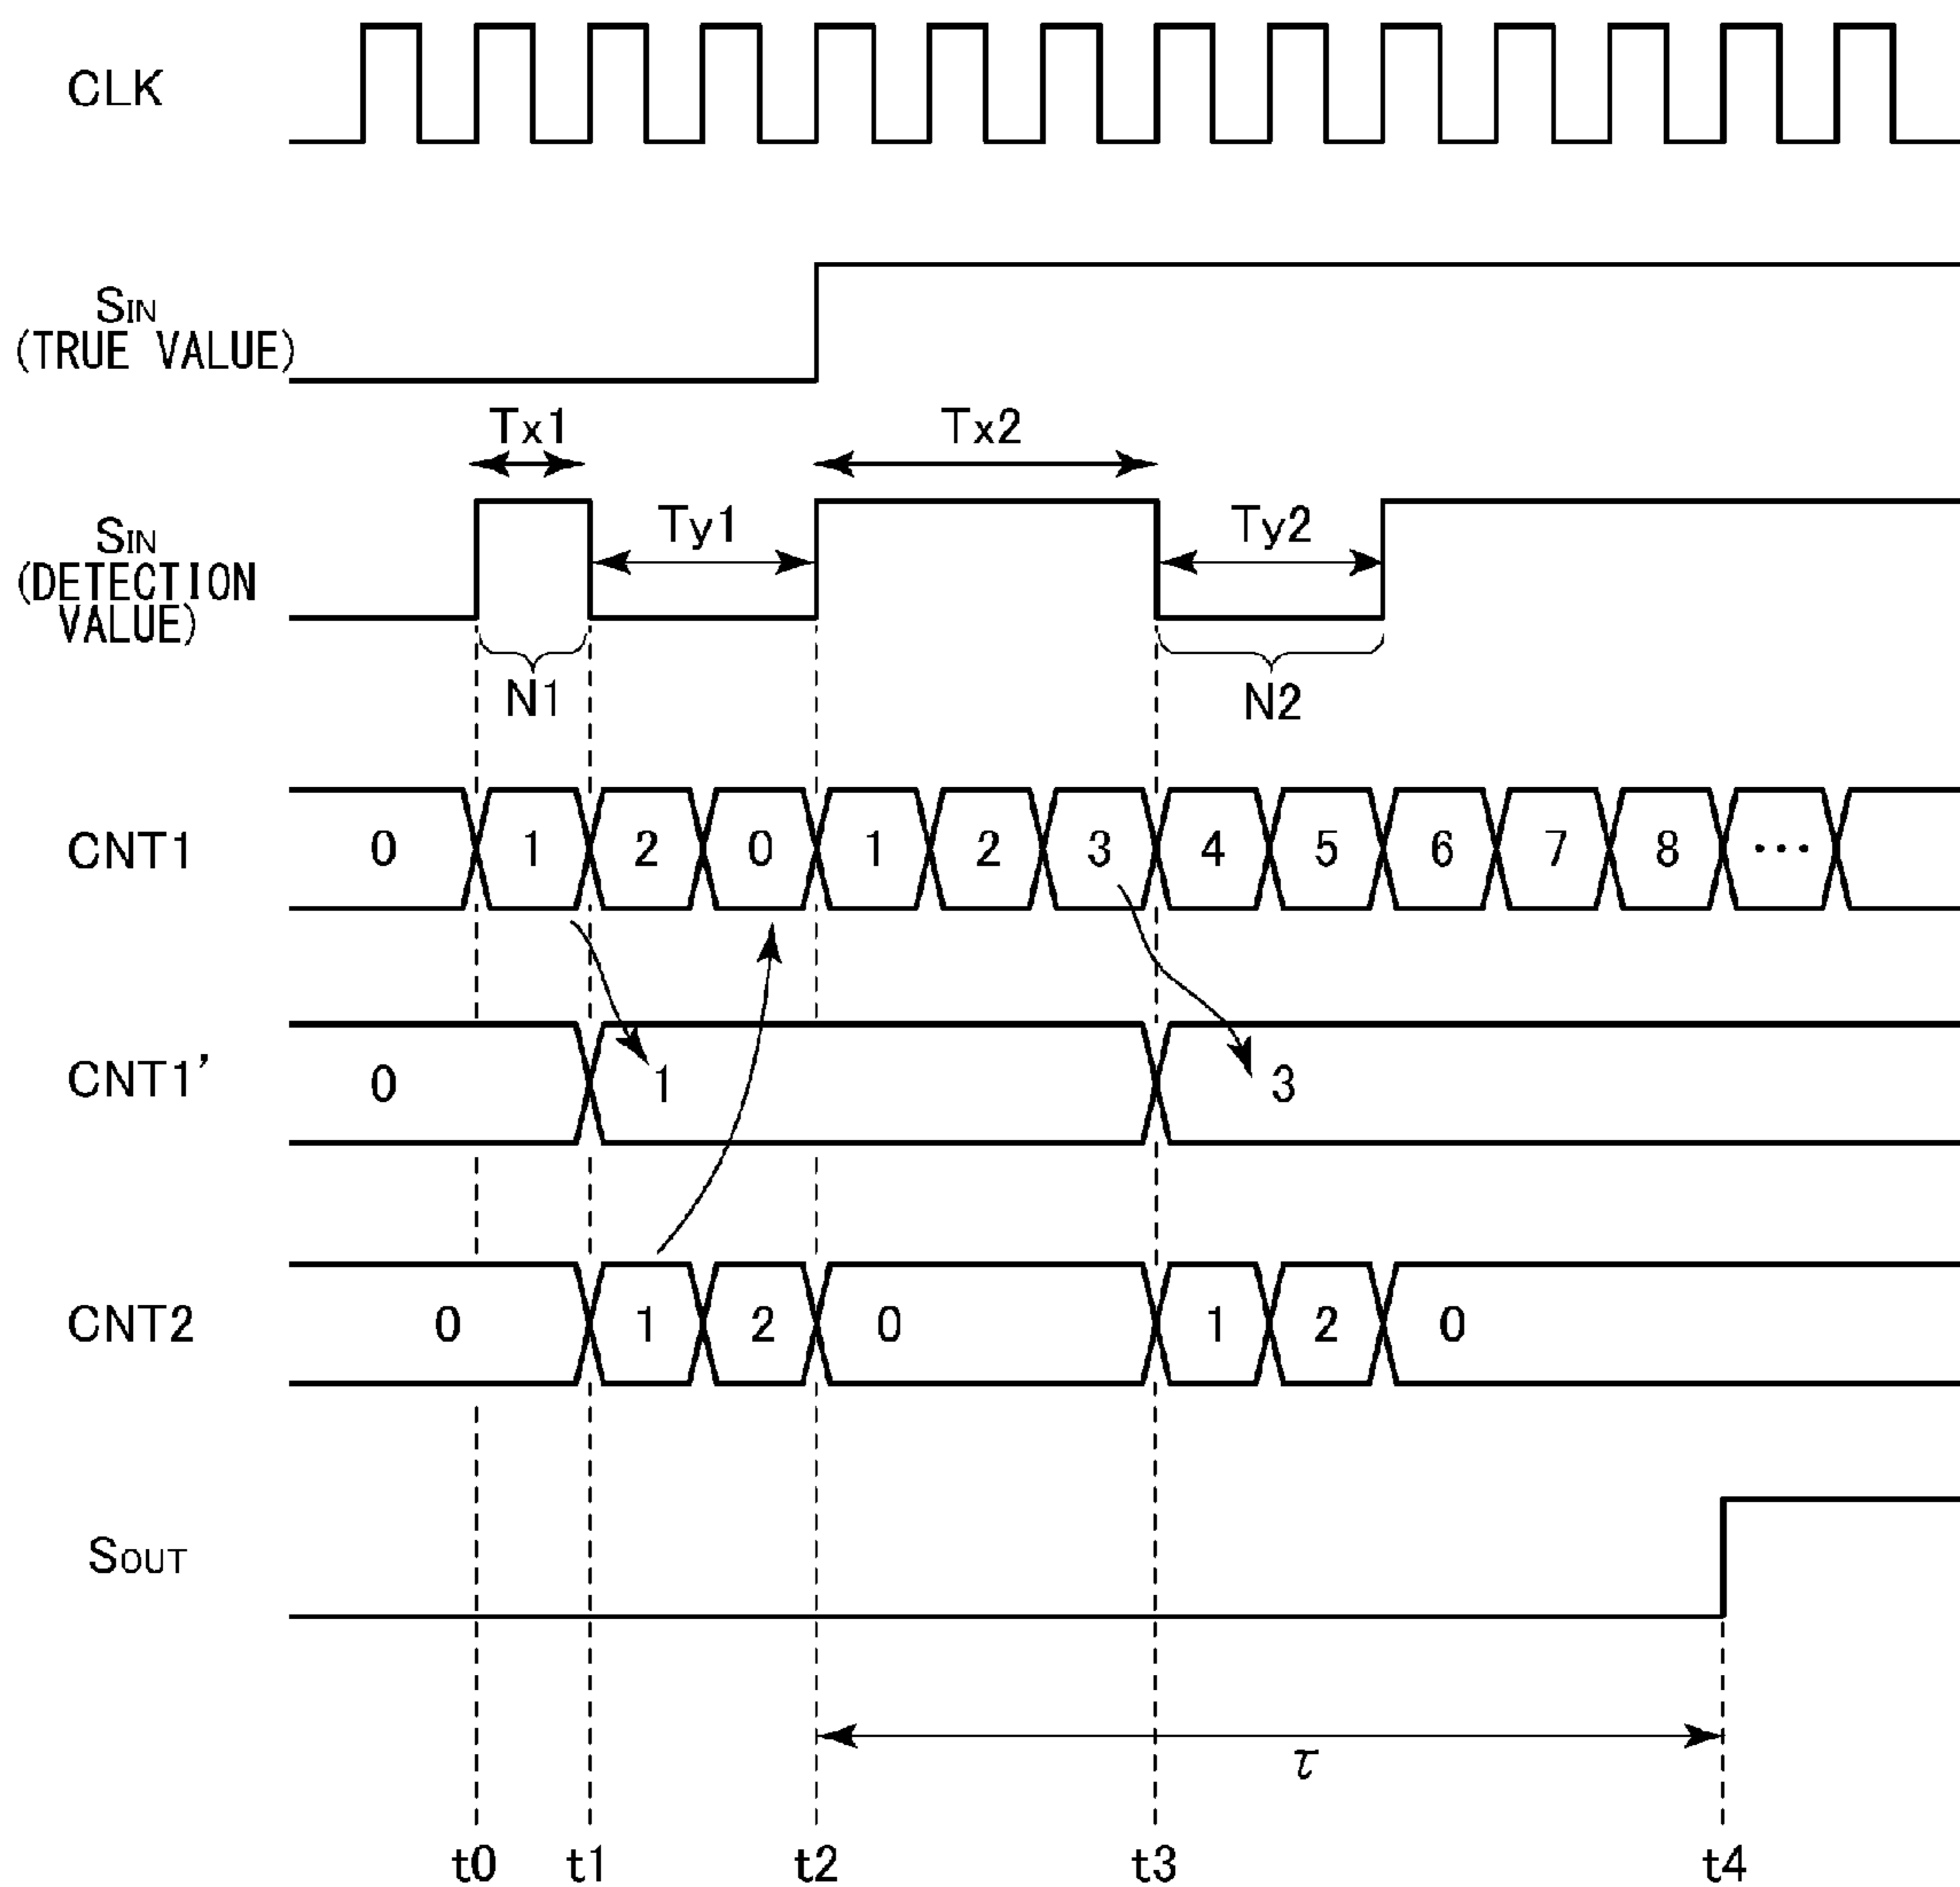 CLK
SIN
(TRUE VALUE)
Tx1 Tx2
SIN
(DETECTION
VALUE)
Ty1 Ty2
N1 N2
CNT1 0 1 2 0 1 2 3 4 5 6 7 8 ...
CNT1’ 0 1 3
CNT2 0 1 2 0 1 2 0
SOUT
τ
t0 t1 t2 t3 t4